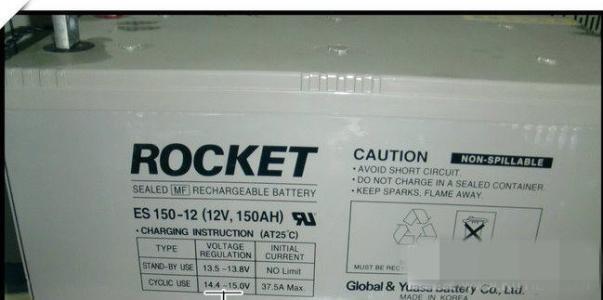 ROCKET
SEALED MF RECHARGEABLE BATTERY
ES 150-12 (12V, 150AH)
• CHARGING INSTRUCTION (AT25°C)
TYPE VOLTAGE REGULATION INITIAL CURRENT
STAND-BY USE 13.5 -13.8V NO Limit
CYCLIC USE 14.4 -15.0V 37.5A Max.
CAUTION NON-SPILLABLE
• AVOID SHORT CIRCUIT.
• DO NOT CHARGE IN A SEALED CONTAINER.
• KEEP SPARKS, FLAME AWAY.
MUST BE
Global & Yuasa Battery Co., Ltd.
MADE IN KOREA